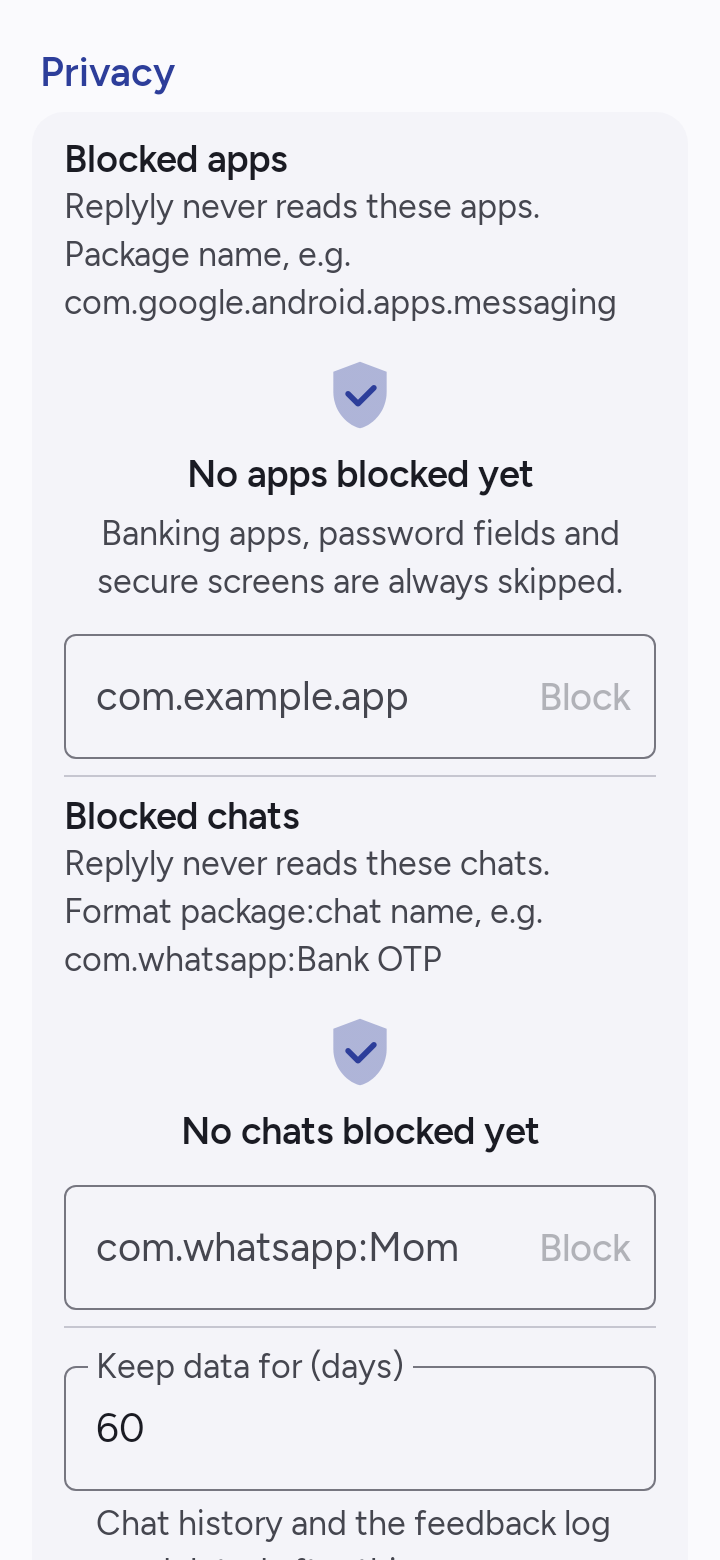 Privacy
Blocked apps
Replyly never reads these apps.
Package name, e.g.
com.google.android.apps.messaging
No apps blocked yet
Banking apps, password fields and
secure screens are always skipped.
com.example.app Block
Blocked chats
Replyly never reads these chats.
Format package:chat name, e.g.
com.whatsapp:Bank OTP
No chats blocked yet
com.whatsapp:Mom Block
Keep data for (days)
60
Chat history and the feedback log